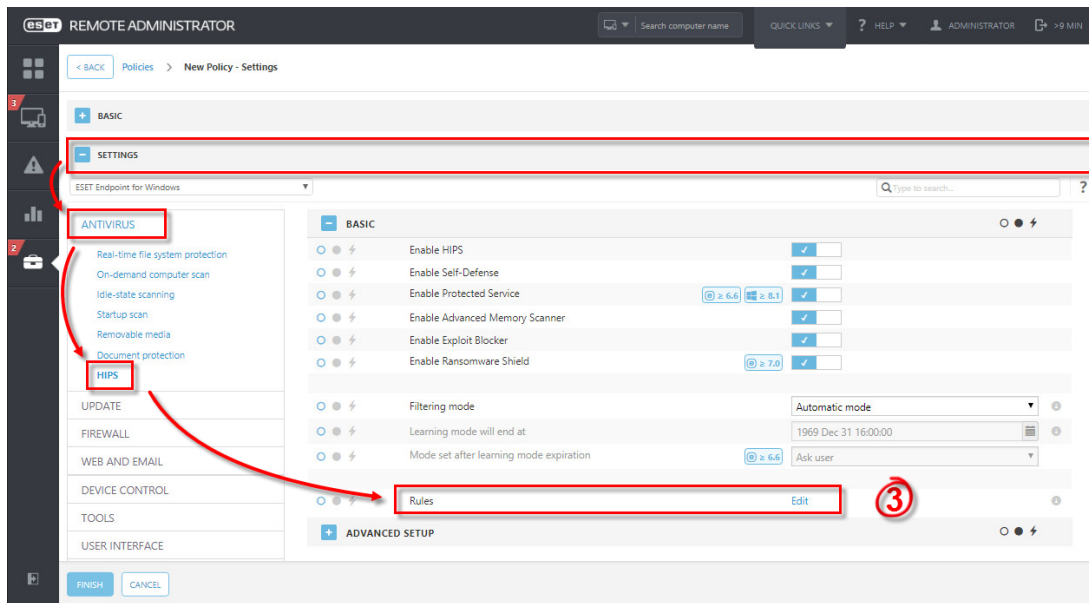 eset REMOTE ADMINISTRATOR
Search computer name
QUICK LINKS
? HELP
ADMINISTRATOR
>9 MIN
< BACK
Policies > New Policy - Settings
3
2
+ BASIC
− SETTINGS
ESET Endpoint for Windows
Type to search...
?
ANTIVIRUS
Real-time file system protection
On-demand computer scan
Idle-state scanning
Startup scan
Removable media
Document protection
HIPS
UPDATE
FIREWALL
WEB AND EMAIL
DEVICE CONTROL
TOOLS
USER INTERFACE
− BASIC
Enable HIPS
Enable Self-Defense
Enable Protected Service
e ≥ 6.6
≥ 8.1
Enable Advanced Memory Scanner
Enable Exploit Blocker
Enable Ransomware Shield
e ≥ 7.0
Filtering mode
Automatic mode
Learning mode will end at
1969 Dec 31 16:00:00
Mode set after learning mode expiration
e ≥ 6.6
Ask user
Rules
Edit
3
+ ADVANCED SETUP
FINISH
CANCEL